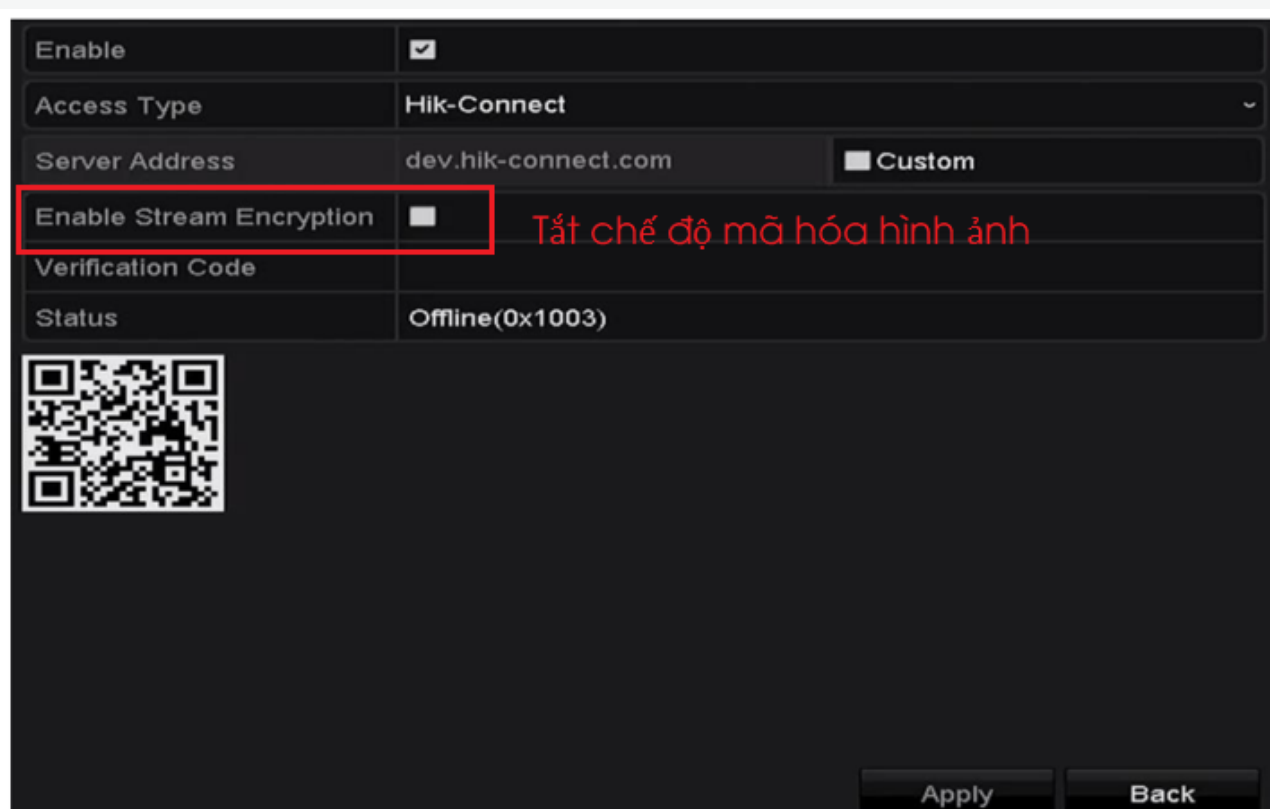 Enable
Access Type Hik-Connect
Server Address dev.hik-connect.com Custom
Enable Stream Encryption Tắt chế độ mã hóa hình ảnh
Verification Code
Status Offline(0x1003)
Apply Back